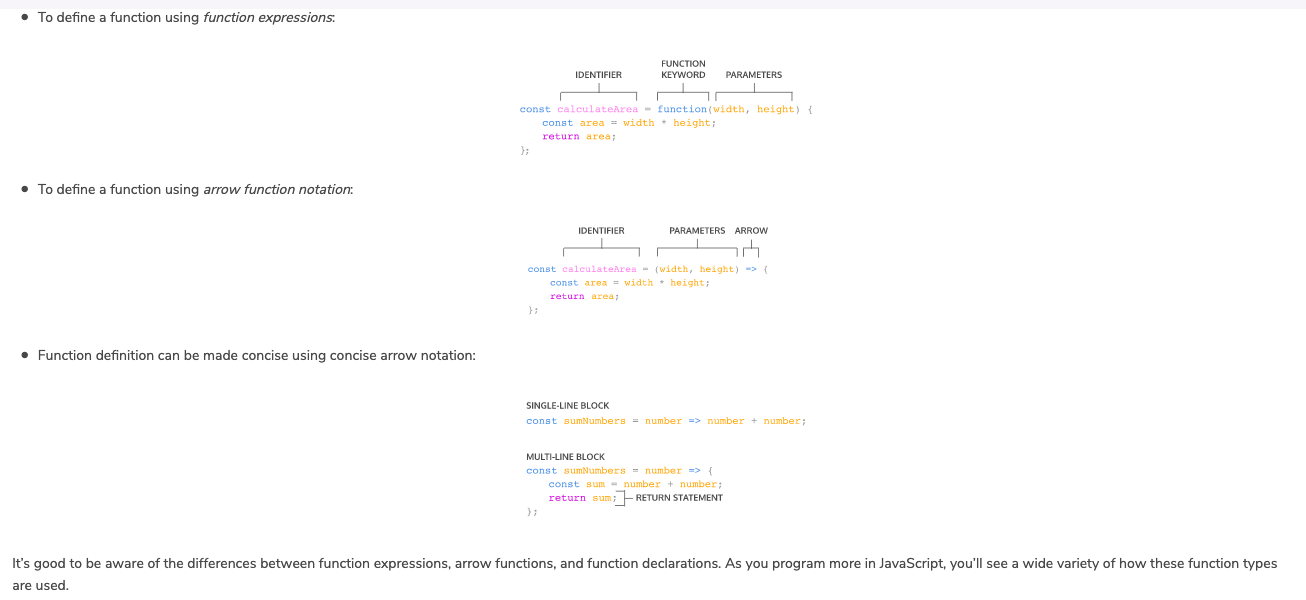 • To define a function using function expressions:
FUNCTION
IDENTIFIER KEYWORD PARAMETERS
const calculateArea = function(width, height) {
const area = width * height;
return area;
};
• To define a function using arrow function notation:
IDENTIFIER PARAMETERS ARROW
const calculateArea = (width, height) => {
const area = width * height;
return area;
};
• Function definition can be made concise using concise arrow notation:
SINGLE-LINE BLOCK
const sumNumbers = number => number + number;
MULTI-LINE BLOCK
const sumNumbers = number => {
const sum = number + number;
return sum; RETURN STATEMENT
};
It's good to be aware of the differences between function expressions, arrow functions, and function declarations. As you program more in JavaScript, you'll see a wide variety of how these function types
are used.